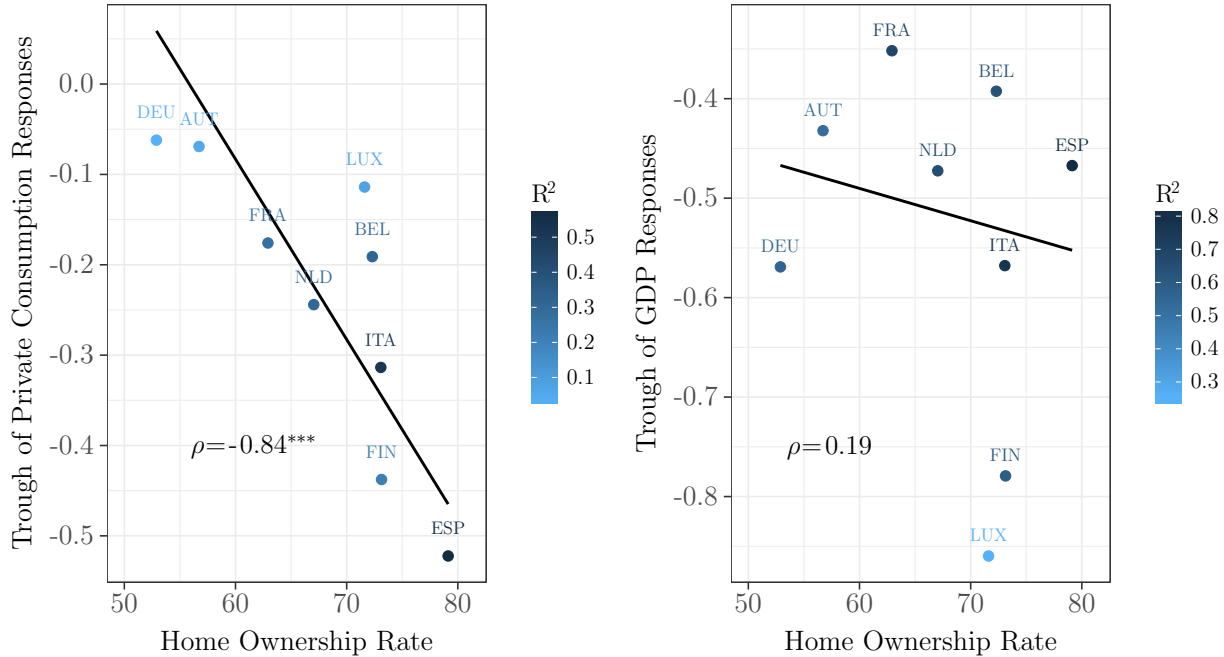 Trough of Private Consumption Responses
0.0
-0.1
-0.2
-0.3
-0.4
-0.5
DEU
AUT
LUX
FRA
BEL
NLD
ITA
ρ=-0.84***
FIN
ESP
50
60
70
80
Home Ownership Rate
R²
0.5
0.4
0.3
0.2
0.1
Trough of GDP Responses
-0.4
-0.5
-0.6
-0.7
-0.8
FRA
BEL
AUT
NLD
ESP
DEU
ITA
ρ=0.19
FIN
LUX
50
60
70
80
Home Ownership Rate
R²
0.8
0.7
0.6
0.5
0.4
0.3